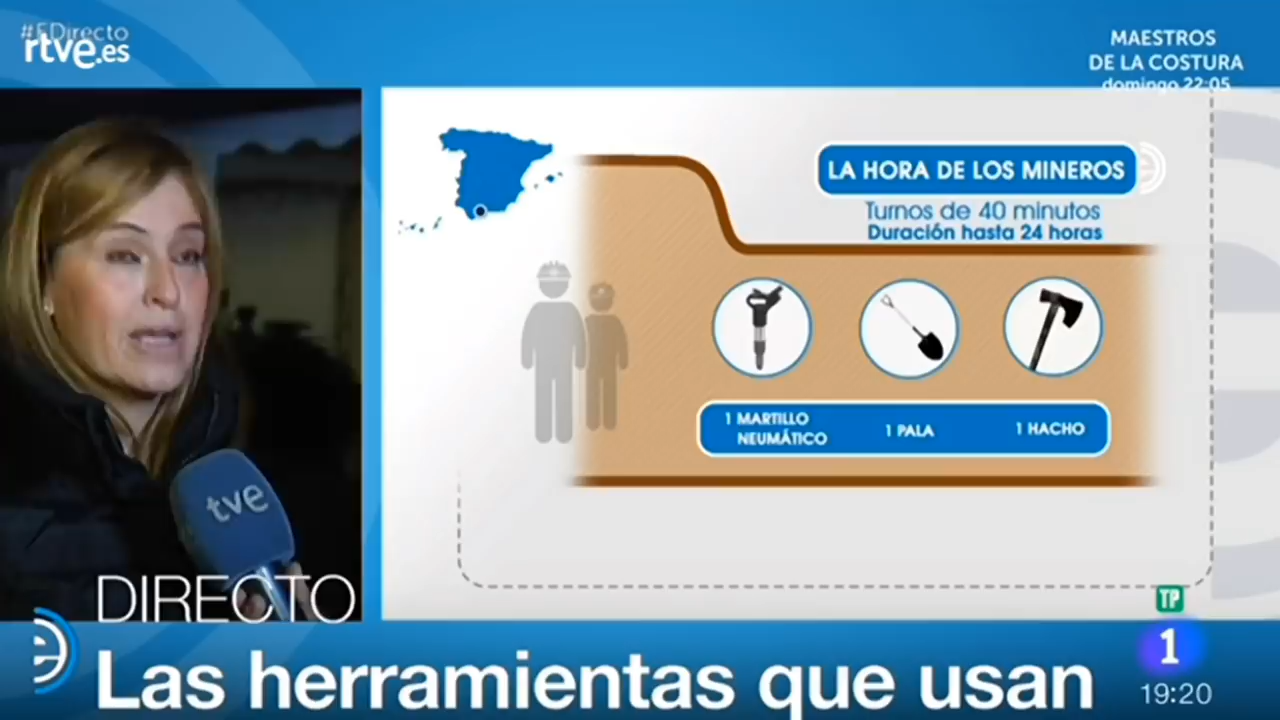 #EDirecto
rtve.es
MAESTROS
DE LA COSTURA
domingo 22:05
LA HORA DE LOS MINEROS
Turnos de 40 minutos
Duración hasta 24 horas
1 MARTILLO
NEUMÁTICO
1 PALA
1 HACHO
tve
DIRECTO
TP
Las herramientas que usan
1
19:20